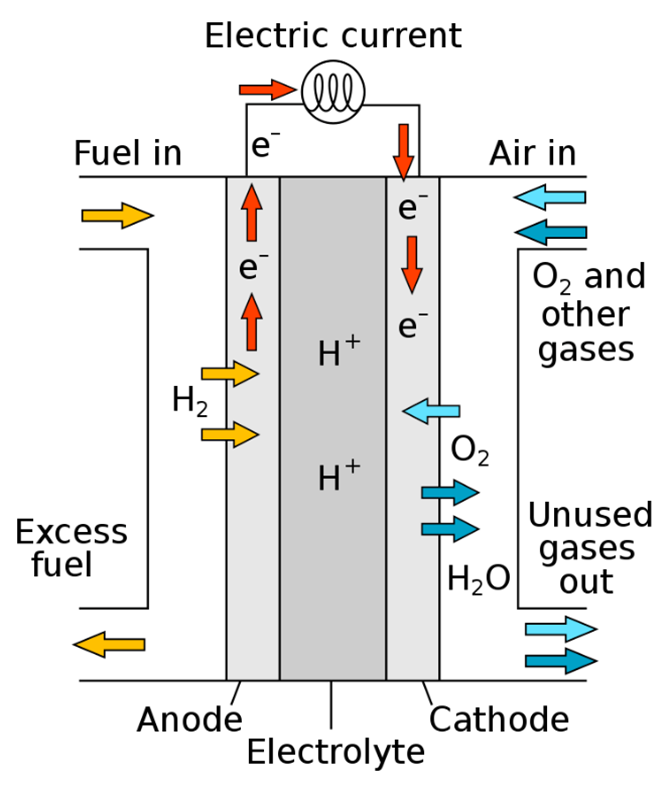 Electric current
Fuel in
e⁻
Air in
e⁻
O₂ and
other
gases
e⁻
e⁻
H⁺
H₂
O₂
H⁺
Excess
fuel
Unused
gases
out
H₂O
Anode
Cathode
Electrolyte